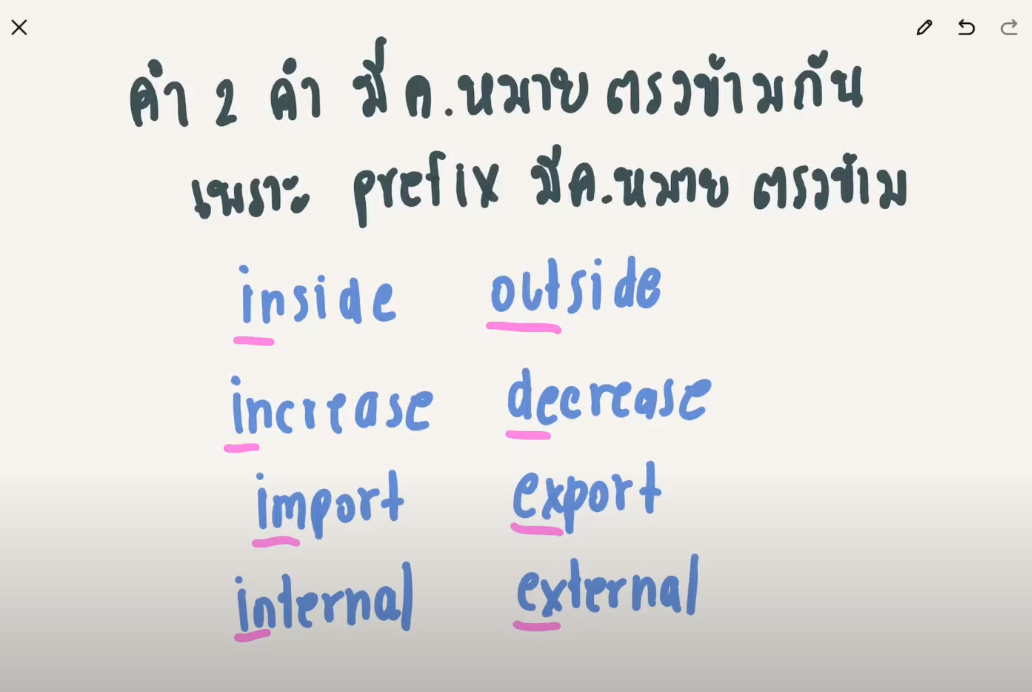 คำ 2 คำ มี ค.หมาย ตรงข้ามกัน
เพราะ prefix มี ค.หมาย ตรงข้าม
inside outside
increase decrease
import export
internal external